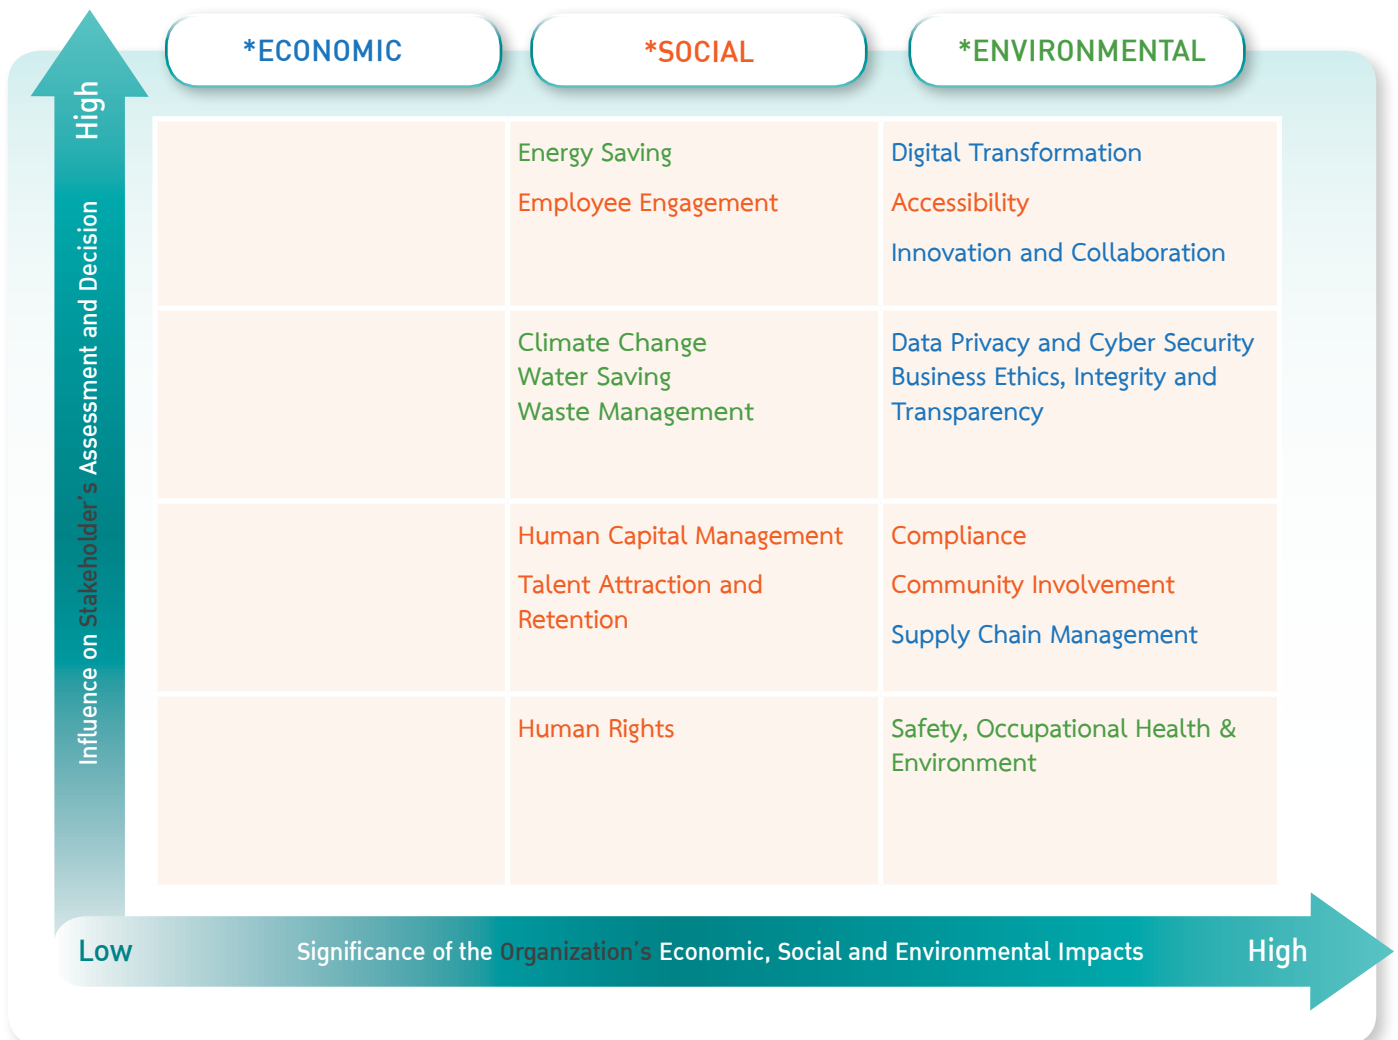 *ECONOMIC
*SOCIAL
*ENVIRONMENTAL
High
Influence on Stakeholder's Assessment and Decision
Energy Saving
Employee Engagement
Digital Transformation
Accessibility
Innovation and Collaboration
Climate Change
Water Saving
Waste Management
Data Privacy and Cyber Security
Business Ethics, Integrity and
Transparency
Human Capital Management
Talent Attraction and
Retention
Compliance
Community Involvement
Supply Chain Management
Human Rights
Safety, Occupational Health &
Environment
Low
Significance of the Organization's Economic, Social and Environmental Impacts
High